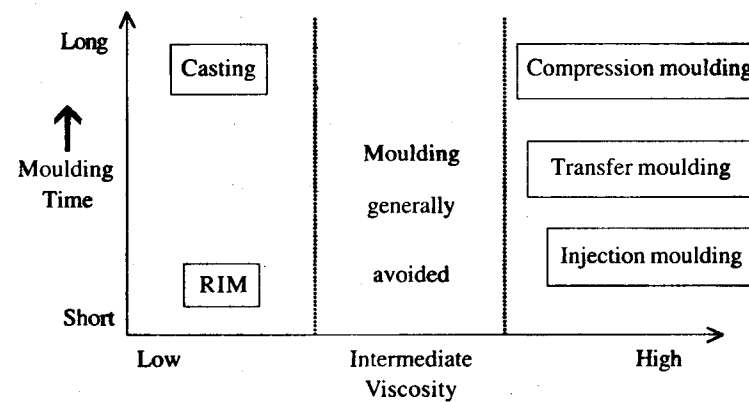 Long
Casting
Compression moulding
Moulding
Time
Moulding
generally
avoided
Transfer moulding
Injection moulding
RIM
Short
Low
Intermediate
Viscosity
High